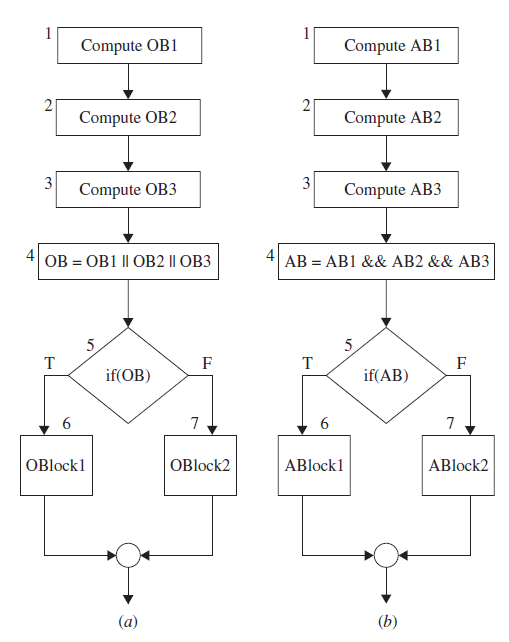 1
Compute OB1
2
Compute OB2
3
Compute OB3
4
OB = OB1 || OB2 || OB3
5
if(OB)
T
F
6
7
OBlock1
OBlock2
(a)
1
Compute AB1
2
Compute AB2
3
Compute AB3
4
AB = AB1 && AB2 && AB3
5
if(AB)
T
F
6
7
ABlock1
ABlock2
(b)